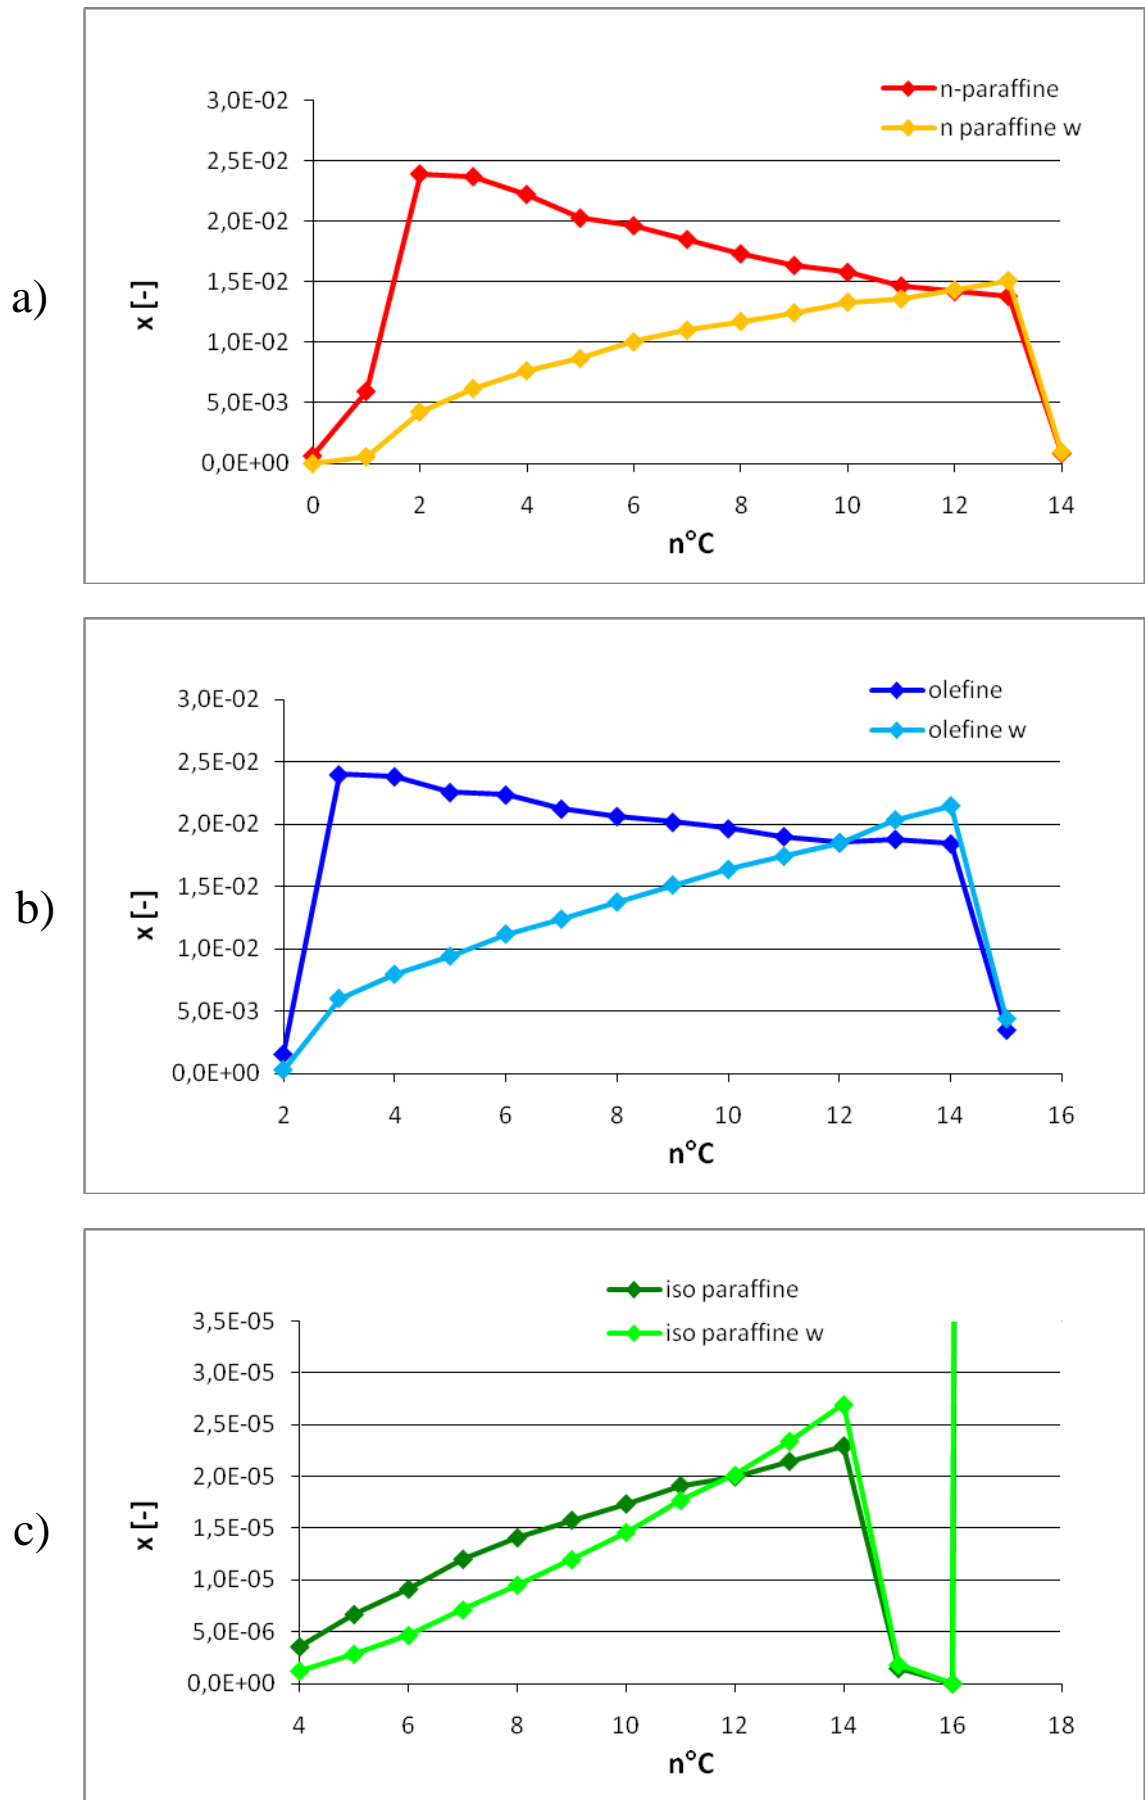 a)
n-paraffine
n paraffine w
3,0E-02
2,5E-02
2,0E-02
1,5E-02
1,0E-02
5,0E-03
0,0E+00
x [-]
0 2 4 6 8 10 12 14
n°C
b)
olefine
olefine w
3,0E-02
2,5E-02
2,0E-02
1,5E-02
1,0E-02
5,0E-03
0,0E+00
x [-]
2 4 6 8 10 12 14 16
n°C
c)
iso paraffine
iso paraffine w
3,5E-05
3,0E-05
2,5E-05
2,0E-05
1,5E-05
1,0E-05
5,0E-06
0,0E+00
x [-]
4 6 8 10 12 14 16 18
n°C